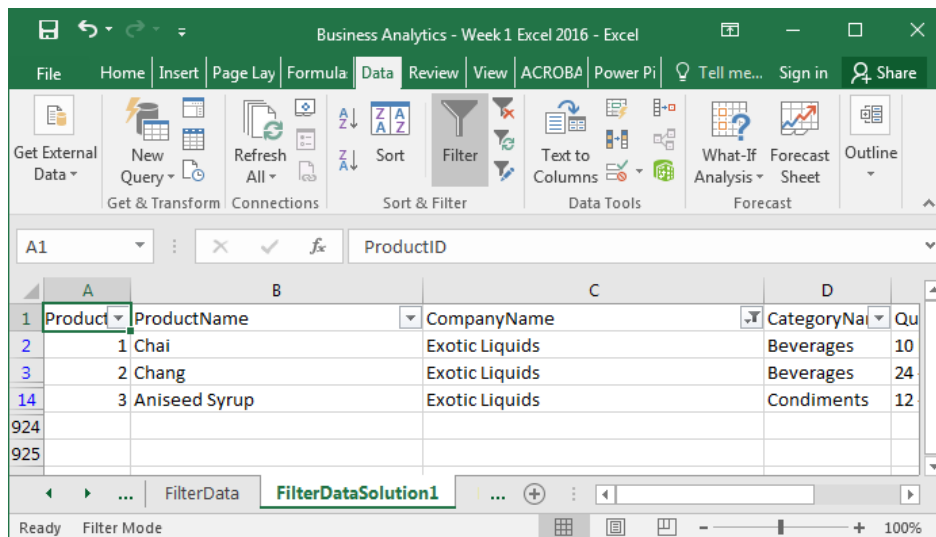 Business Analytics - Week 1 Excel 2016 - Excel
File Home Insert Page Lay Formula: Data Review View ACROBA Power Pi Tell me... Sign in Share
Get External Data
New Query
Refresh All
Sort
Filter
Text to Columns
What-If Analysis
Forecast Sheet
Outline
Get & Transform Connections Sort & Filter Data Tools Forecast
A1 fx ProductID
A B C D
1 Product ProductName CompanyName CategoryNa Qu
2 1 Chai Exotic Liquids Beverages 10
3 2 Chang Exotic Liquids Beverages 24
14 3 Aniseed Syrup Exotic Liquids Condiments 12
924
925
... FilterData FilterDataSolution1 ...
Ready Filter Mode 100%